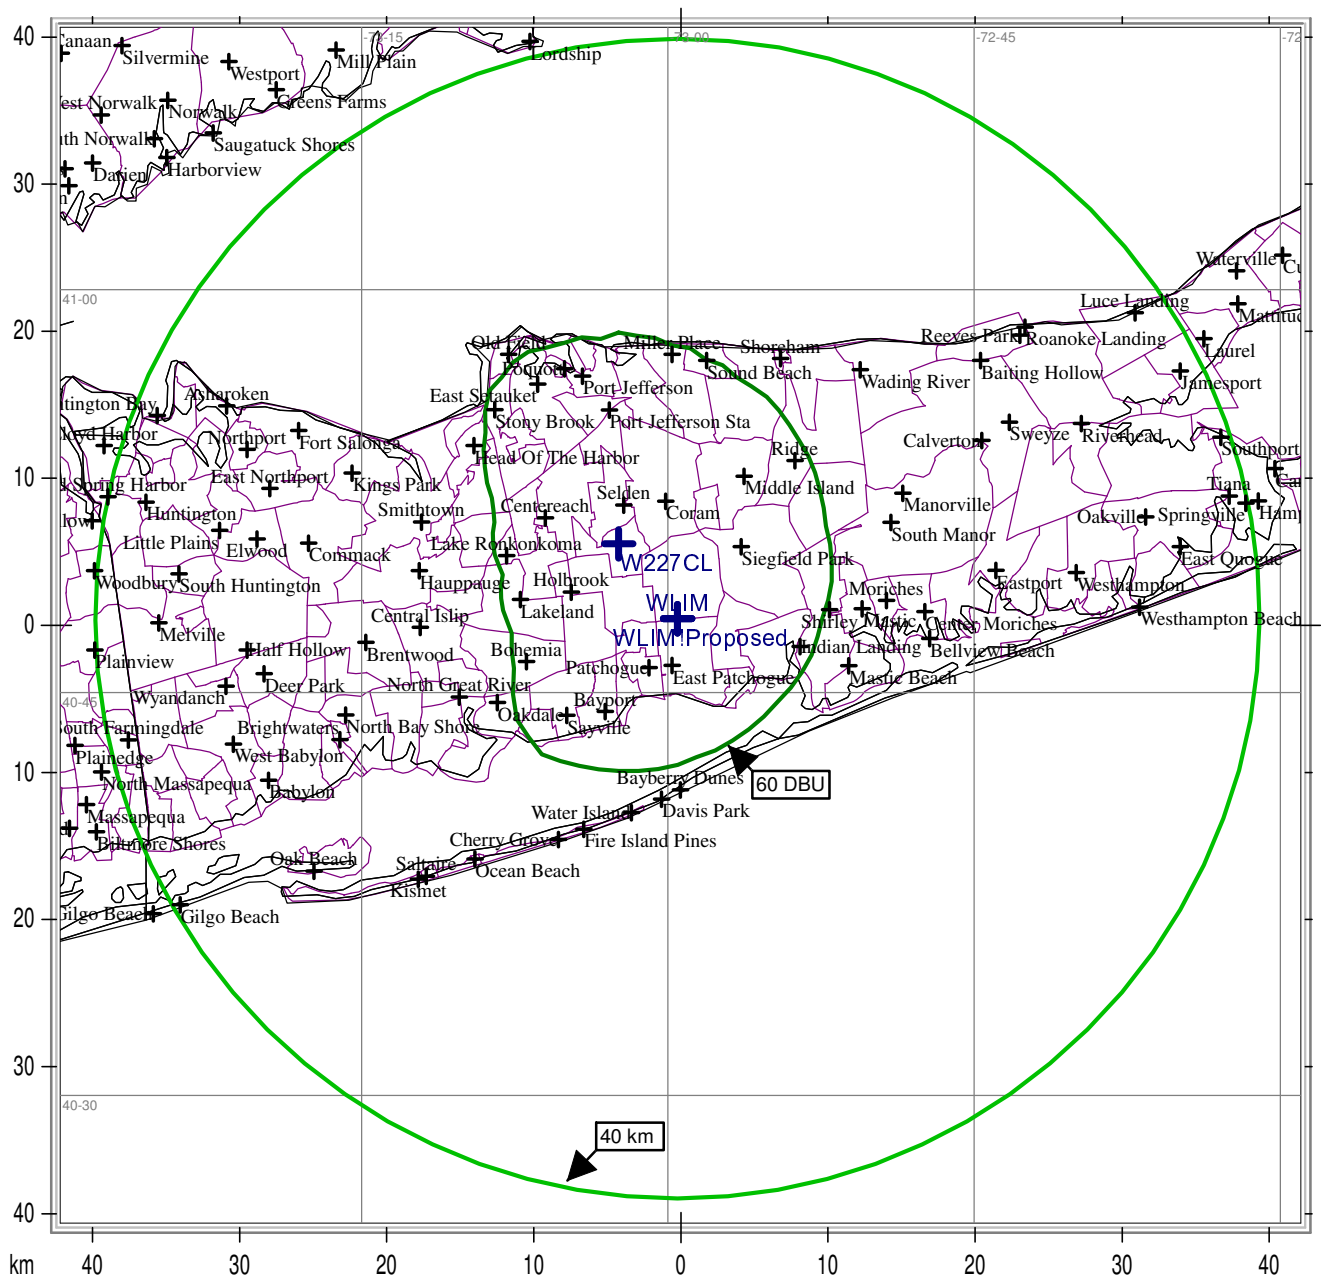 40
Canaan
Silvermine
-73-15
-73-00
-72-45
-72
Lordship
Mill Plain
Westport
Greens Farms
West Norwalk
Norwalk
Saugatuck Shores
Darien
Harborview
30
Waterville
41-00
Luce Landing
Mattituc
20
Old Field
Miller Place
Shoreham
Reeves Park
Roanoke Landing
Laurel
Poquott
Port Jefferson
Sound Beach
Wading River
Baiting Hollow
Jamesport
Asharoken
East Setauket
Stony Brook
Port Jefferson Sta
Northport
Fort Salonga
Calverton
Sweyze
Riverhead
Southport
Lloyd Harbor
Head Of The Harbor
Ridge
10
East Northport
Kings Park
Middle Island
Tiana
Spring Harbor
Huntington
Smithtown
Centereach
Selden
Coram
Manorville
Oakville
Springville
Hamp
Little Plains
Elwood
Commack
Lake Ronkonkoma
W227CL
Siegfield Park
South Manor
East Quogue
Woodbury
South Huntington
Hauppauge
Holbrook
Moriches
Eastport
Westhampton
WLIM
Central Islip
Lakeland
0
Melville
WLIM!Proposed
Shirley
Mastic
Center Moriches
Westhampton Beach
Plainview
Half Hollow
Brentwood
Bohemia
Indian Landing
Bellview Beach
Patchogue
East Patchogue
Mastic Beach
Wyandanch
Deer Park
North Great River
40-45
Oakdale
Bayport
Sayville
South Farmingdale
Brightwaters
North Bay Shore
Plainedge
West Babylon
10
North Massapequa
Babylon
Bayberry Dunes
60 DBU
Massapequa
Water Island
Davis Park
Biltmore Shores
Cherry Grove
Fire Island Pines
Oak Beach
Saltaire
Ocean Beach
Kismet
20
Gilgo Beach
Gilgo Beach
30
40-30
40 km
40
km
40
30
20
10
0
10
20
30
40